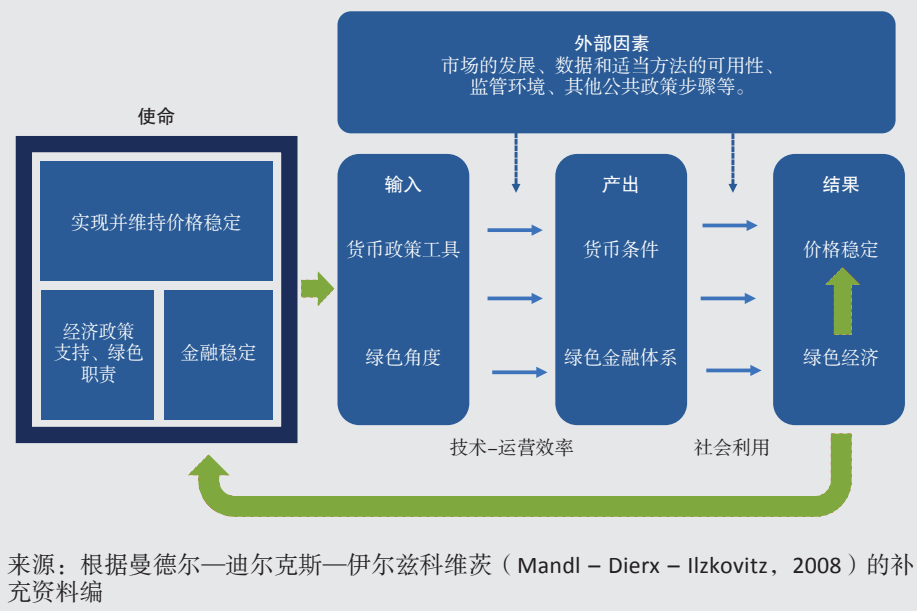 外部因素
市场的发展、数据和适当方法的可用性、
监管环境、其他公共政策步骤等。
使命
实现并维持价格稳定
经济政策
支持、绿色
职责
金融稳定
输入
货币政策工具
绿色角度
产出
货币条件
绿色金融体系
结果
价格稳定
绿色经济
技术–运营效率
社会利用
来源：根据曼德尔—迪尔克斯—伊尔兹科维茨（Mandl – Dierx – Ilzkovitz，2008）的补
充资料编